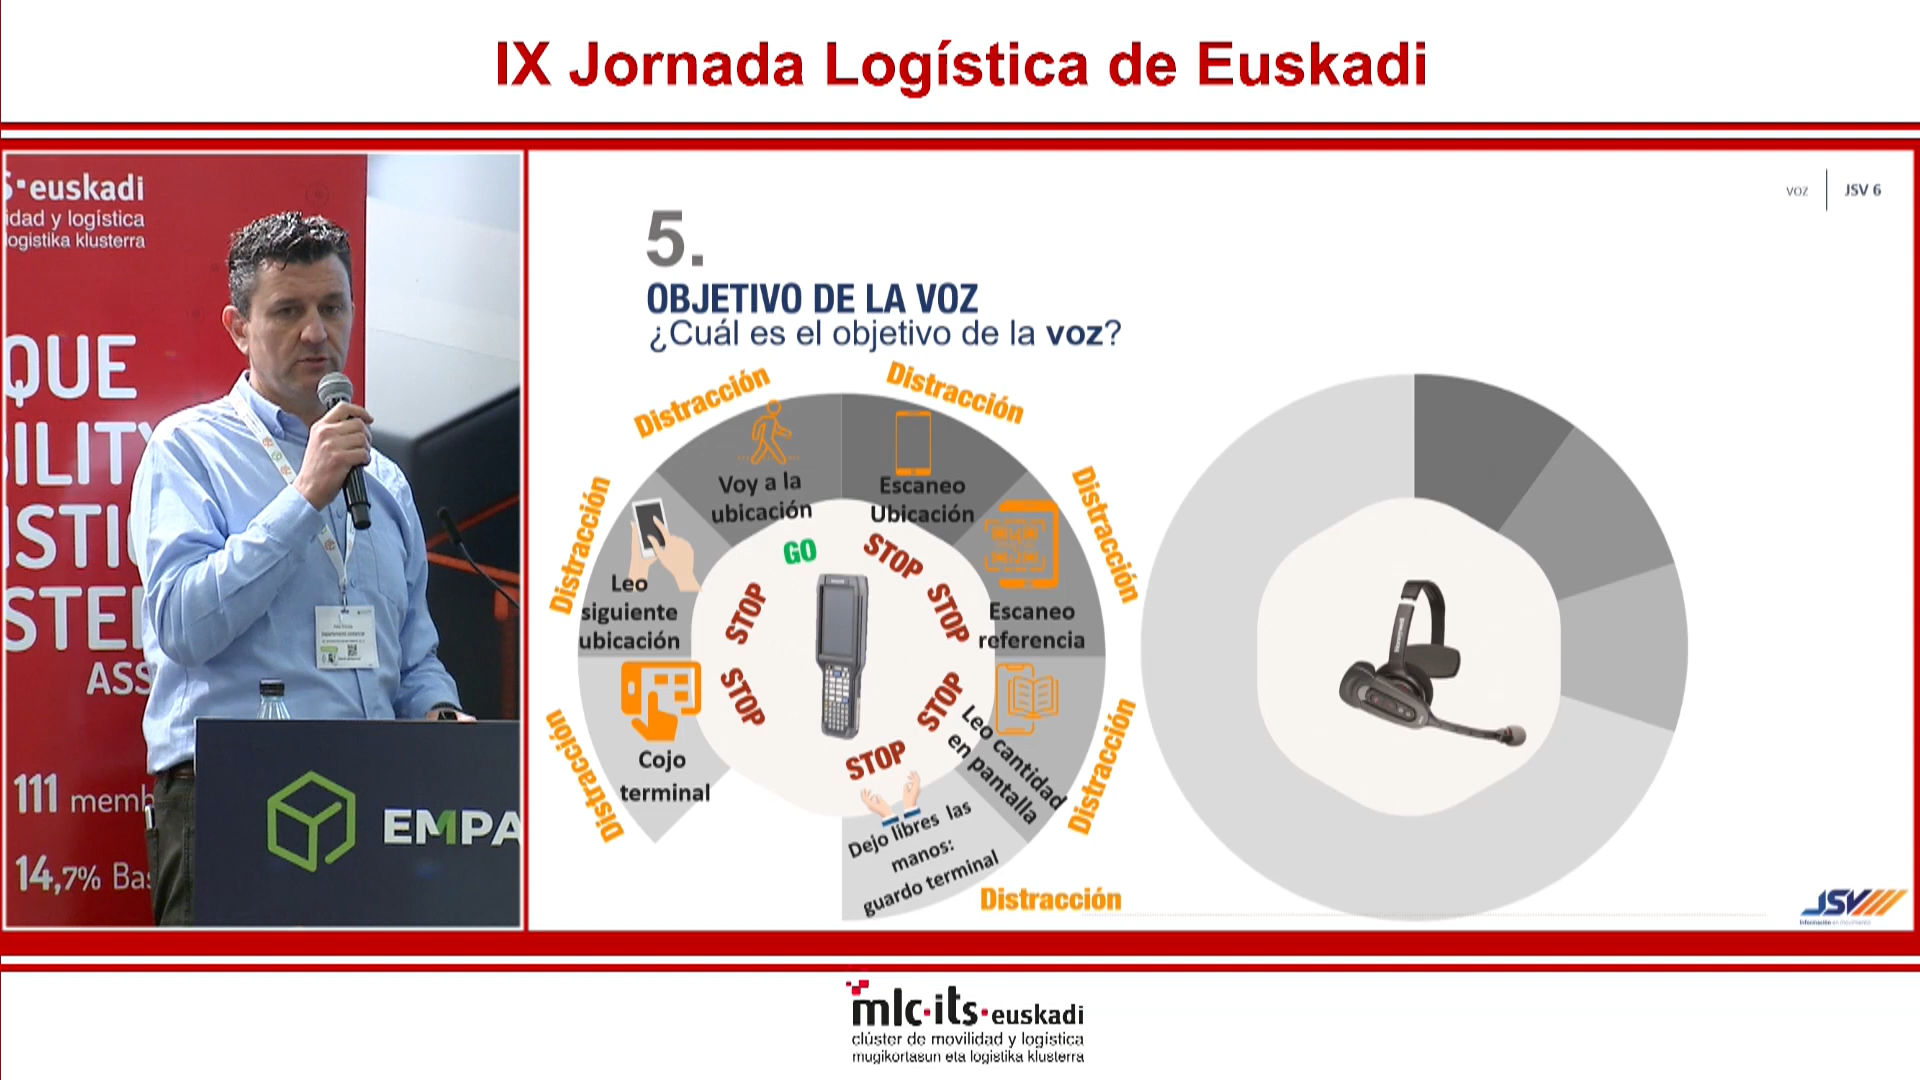 IX Jornada Logística de Euskadi
s·euskadi
idad y logística
ogistika klusterra
QUE
ILITY
ISTIC
STE
ASS
111 memb
14,7% Bas
EMPA
VOZ
JSV 6
5.
OBJETIVO DE LA VOZ
¿Cuál es el objetivo de la voz?
Distracción
Distracción
Distracción
Distracción
Distracción
Distracción
Distracción
Voy a la
ubicación
Escaneo
Ubicación
Escaneo
referencia
Leo cantidad
en pantalla
Dejo libres las
manos:
guardo terminal
Cojo
terminal
Leo
siguiente
ubicación
GO
STOP
STOP
STOP
STOP
STOP
STOP
Honeywell
JSV
Información en movimiento
mlc·its·euskadi
clúster de movilidad y logística
mugikortasun eta logistika klusterra